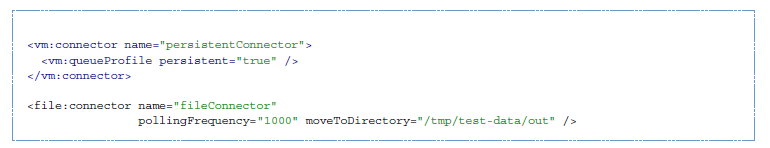 <vm:connector name="persistentConnector">
  <vm:queueProfile persistent="true" />
</vm:connector>
<file:connector name="fileConnector"
                pollingFrequency="1000" moveToDirectory="/tmp/test-data/out" />